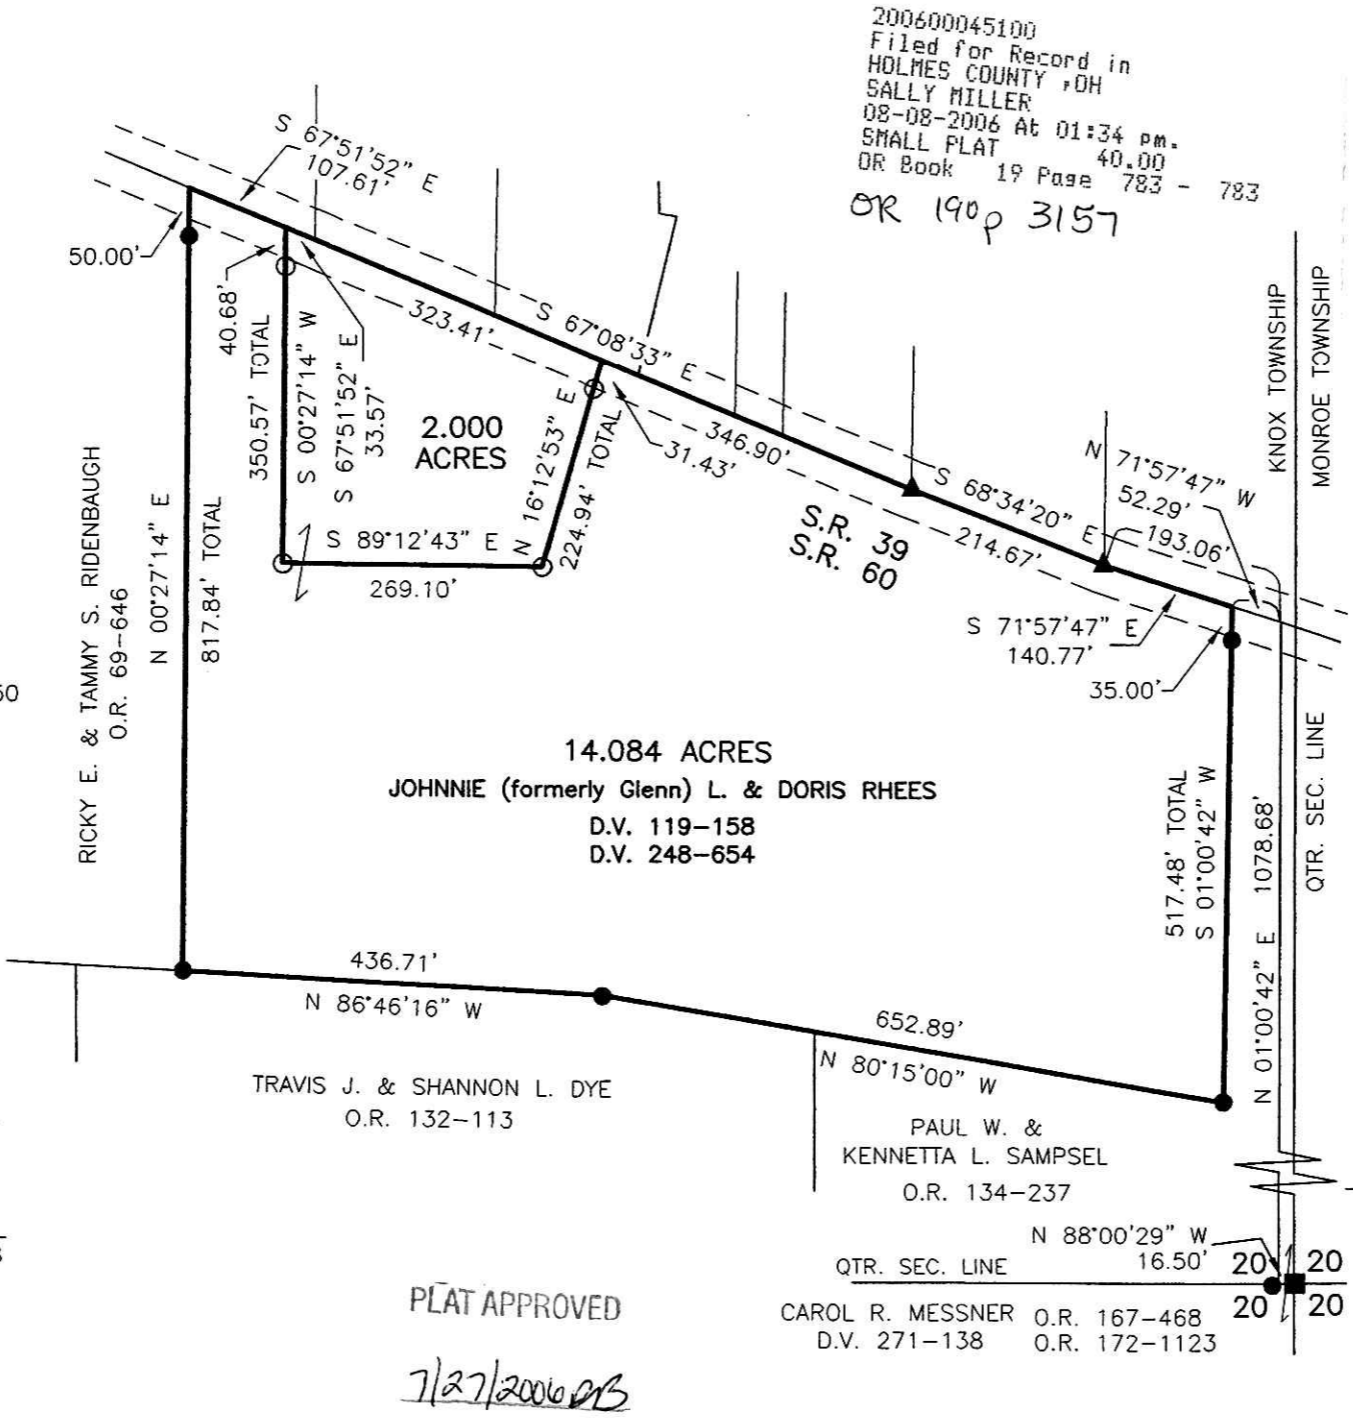 200600045100
Filed for Record in
HOLMES COUNTY ,OH
SALLY MILLER
08-08-2006 At 01:34 pm.
SMALL PLAT 40.00
OR Book 19 Page 783 - 783
OR 190p 3157
S 67°51'52" E
107.61'
50.00'
40.68'
350.57' TOTAL
S 00°27'14" W
S 67°51'52" E
33.57'
323.41'
S 67°08'33" E
2.000
ACRES
N 16°12'53" E
224.94' TOTAL
31.43'
346.90'
S 89°12'43" E
269.10'
S.R. 39
S.R. 60
S 68°34'20" E
214.67'
N 71°57'47" W
52.29'
193.06'
S 71°57'47" E
140.77'
35.00'
KNOX TOWNSHIP
MONROE TOWNSHIP
RICKY E. & TAMMY S. RIDENBAUGH
O.R. 69-646
N 00°27'14" E
817.84' TOTAL
14.084 ACRES
JOHNNIE (formerly Glenn) L. & DORIS RHEES
D.V. 119-158
D.V. 248-654
517.48' TOTAL
S 01°00'42" W
N 01°00'42" E 1078.68'
QTR. SEC. LINE
436.71'
N 86°46'16" W
652.89'
N 80°15'00" W
TRAVIS J. & SHANNON L. DYE
O.R. 132-113
PAUL W. &
KENNETTA L. SAMPSEL
O.R. 134-237
N 88°00'29" W
16.50'
QTR. SEC. LINE
20 20
20 20
CAROL R. MESSNER O.R. 167-468
D.V. 271-138 O.R. 172-1123
PLAT APPROVED
7/27/2006